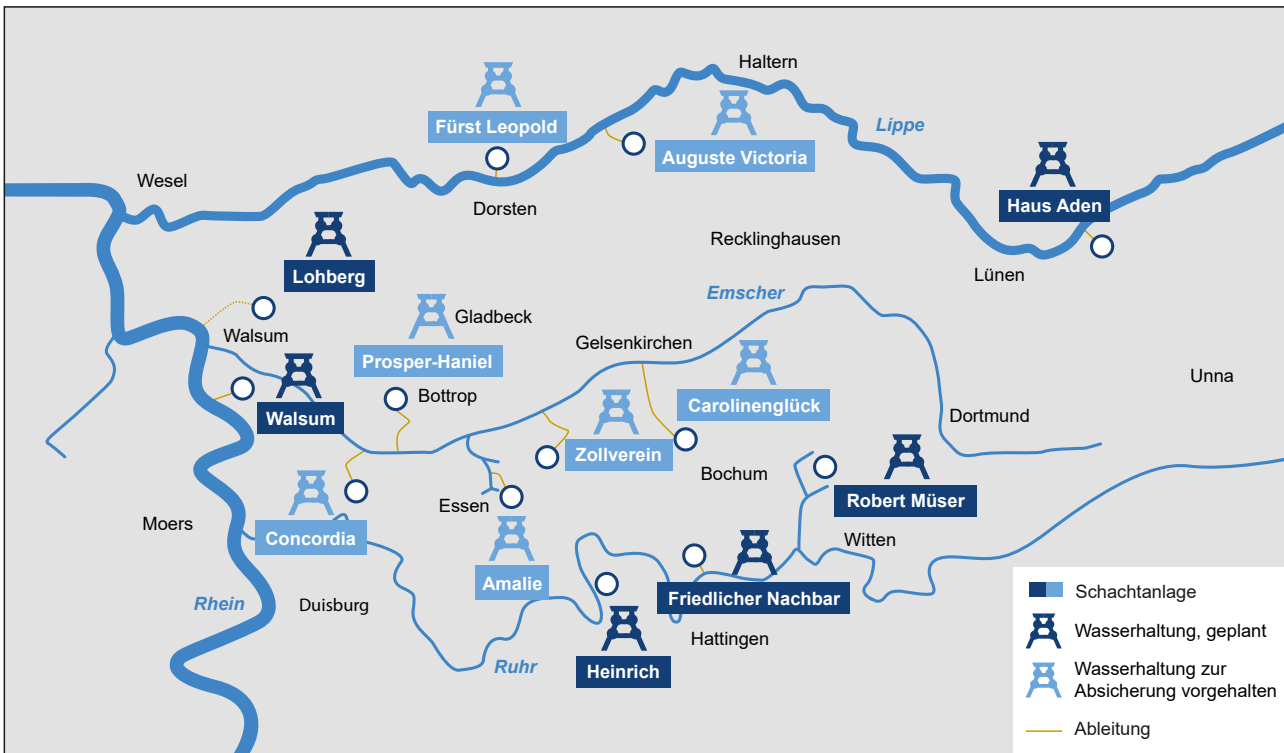 Haltern
Fürst Leopold
Lippe
Auguste Victoria
Wesel
Haus Aden
Dorsten
Recklinghausen
Lohberg
Lünen
Emscher
Gladbeck
Walsum
Gelsenkirchen
Prosper-Haniel
Unna
Bottrop
Carolinenglück
Walsum
Dortmund
Zollverein
Bochum
Essen
Robert Müser
Moers
Concordia
Witten
Amalie
Friedlicher Nachbar
Rhein
Duisburg
Hattingen
Ruhr
Heinrich
Schachtanlage
Wasserhaltung, geplant
Wasserhaltung zur
Absicherung vorgehalten
Ableitung